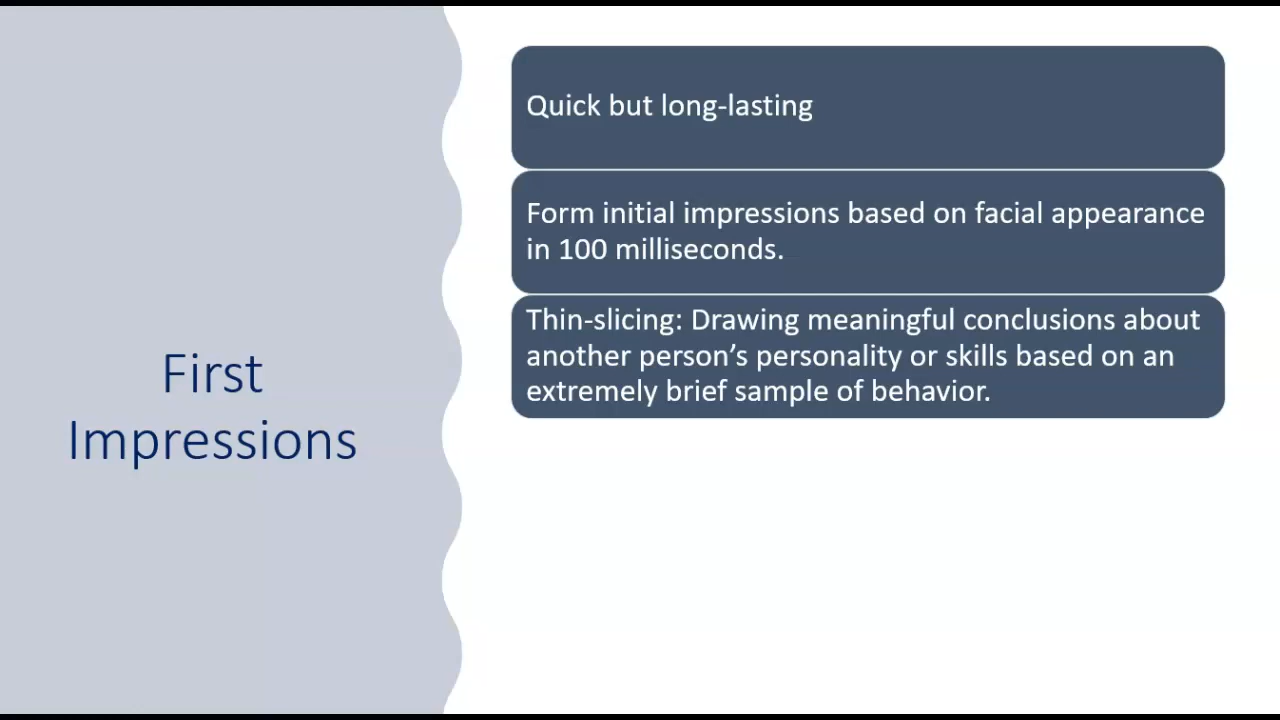 First
Impressions
Quick but long-lasting
Form initial impressions based on facial appearance
in 100 milliseconds.
Thin-slicing: Drawing meaningful conclusions about
another person’s personality or skills based on an
extremely brief sample of behavior.